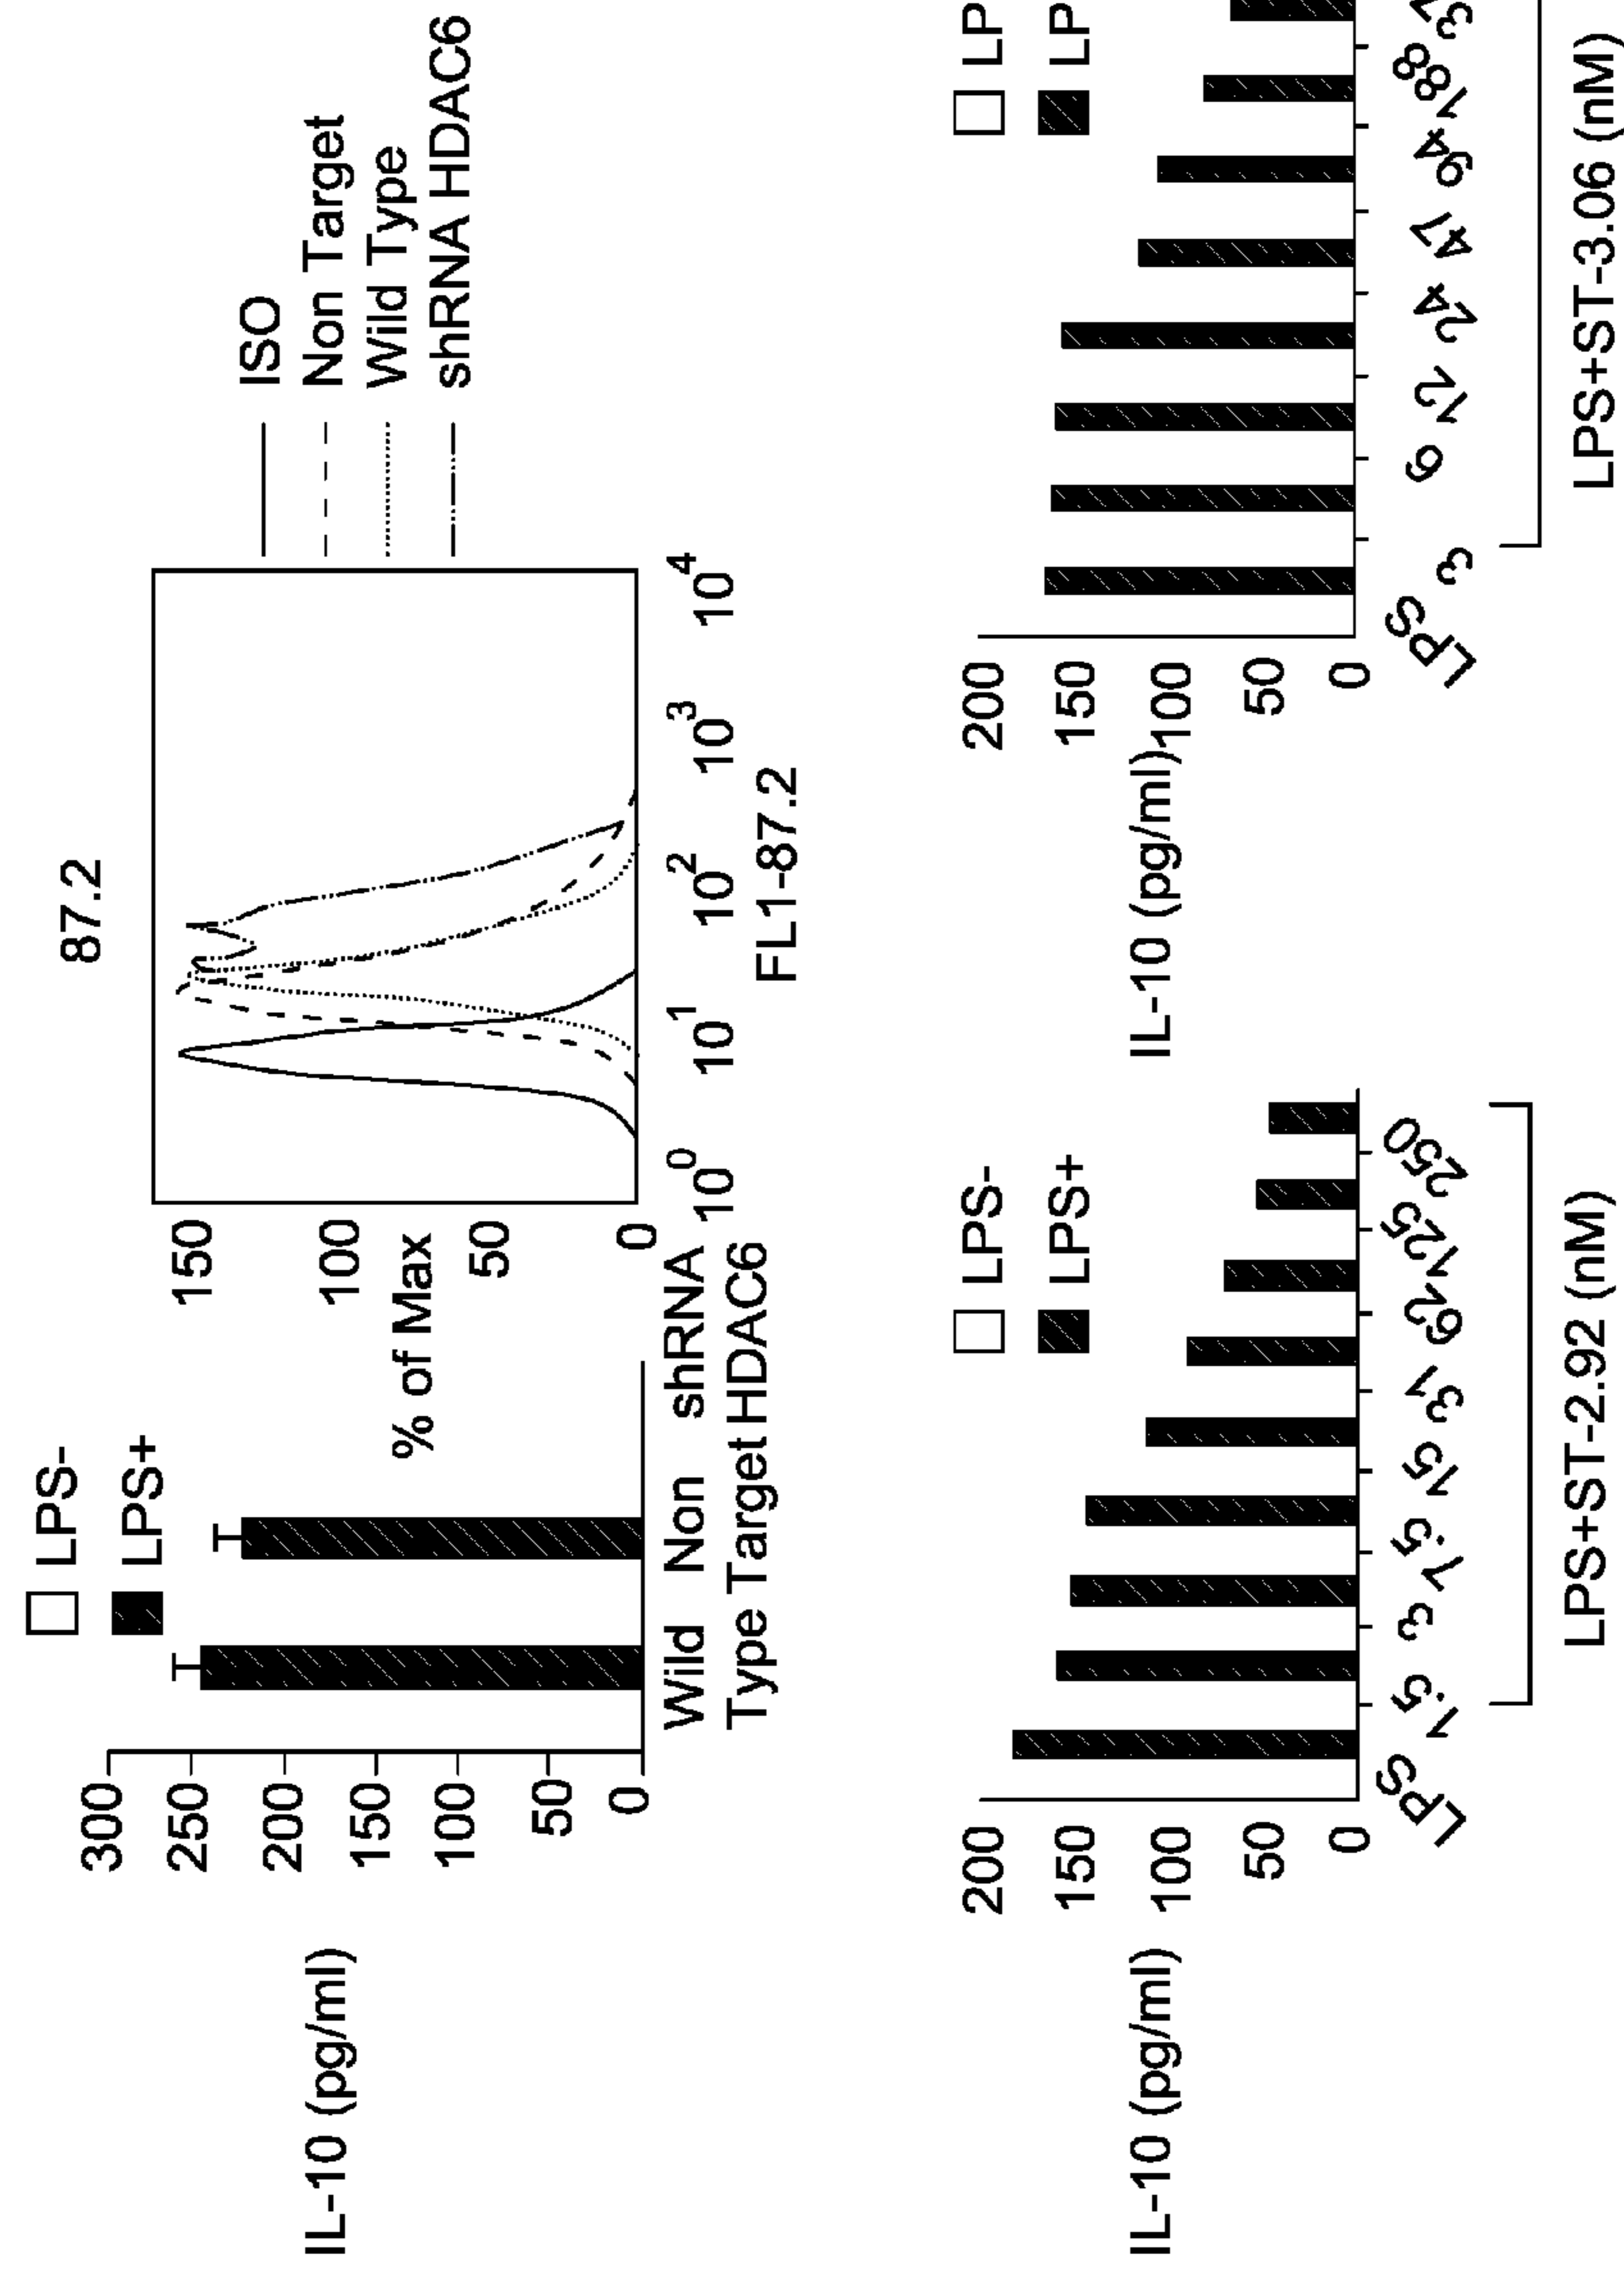 LPS-
LPS+
300
250
200
150
100
50
0
IL-10 (pg/ml)
Wild Non shRNA
Type Target HDAC6
87.2
150
100
50
0
% of Max
10^0 10^1 10^2 10^3 10^4
FL1-87.2
ISO
Non Target
Wild Type
shRNA HDAC6
LPS-
LPS+
200
150
100
50
0
IL-10 (pg/ml)
LPS 1.5 3 7.5 15 31 62 125 250
LPS+ST-2.92 (nM)
LP
LP
200
150
100
50
0
IL-10 (pg/ml)
LPS 3 6 12 24 47 94 188
LPS+ST-3.06 (nM)